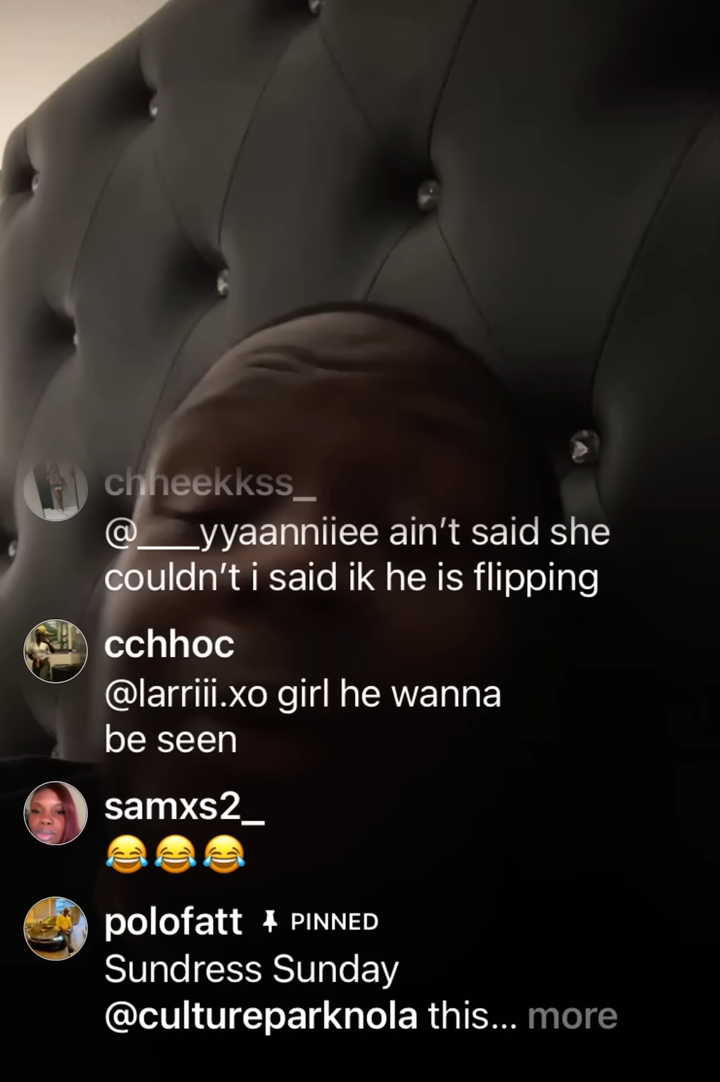 chheekkss_
@____yyaanniiee ain’t said she
couldn’t i said ik he is flipping
cchhoc
@larriii.xo girl he wanna
be seen
samxs2_
😂😂😂
polofatt PINNED
Sundress Sunday
@cultureparknola this... more